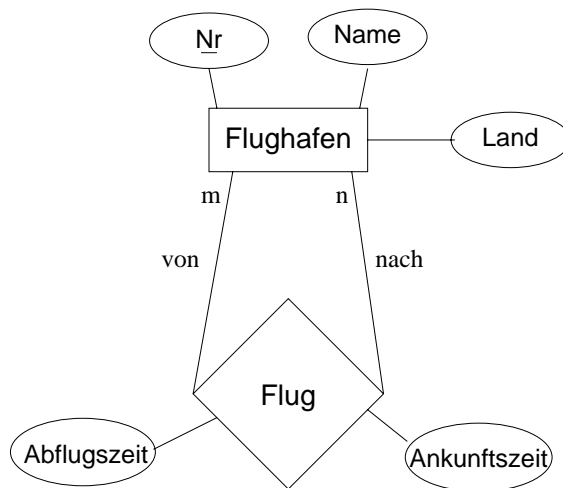 Nr
Name
Flughafen
Land
m
n
von
nach
Flug
Abflugszeit
Ankunftszeit